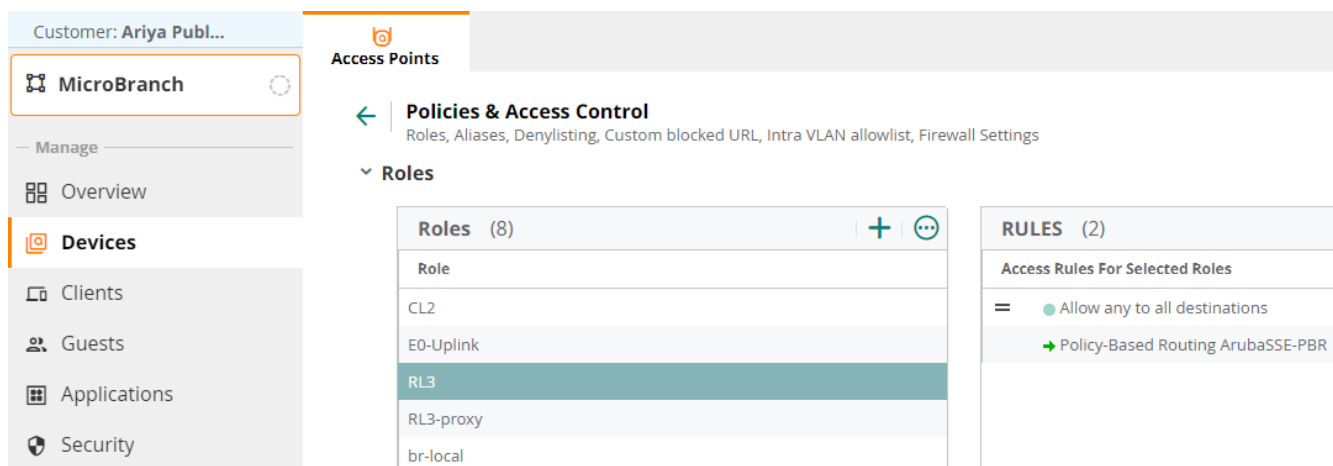 Customer: Ariya Publ...
MicroBranch
Manage
Overview
Devices
Clients
Guests
Applications
Security
Access Points
Policies & Access Control
Roles, Aliases, Denylisting, Custom blocked URL, Intra VLAN allowlist, Firewall Settings
Roles
Roles (8)
Role
CL2
E0-Uplink
RL3
RL3-proxy
br-local
RULES (2)
Access Rules For Selected Roles
Allow any to all destinations
Policy-Based Routing ArubaSSE-PBR